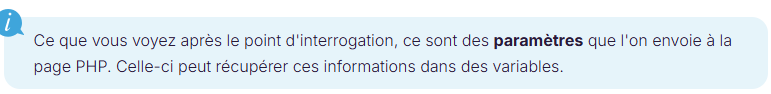 Ce que vous voyez après le point d'interrogation, ce sont des paramètres que l'on envoie à la
page PHP. Celle-ci peut récupérer ces informations dans des variables.